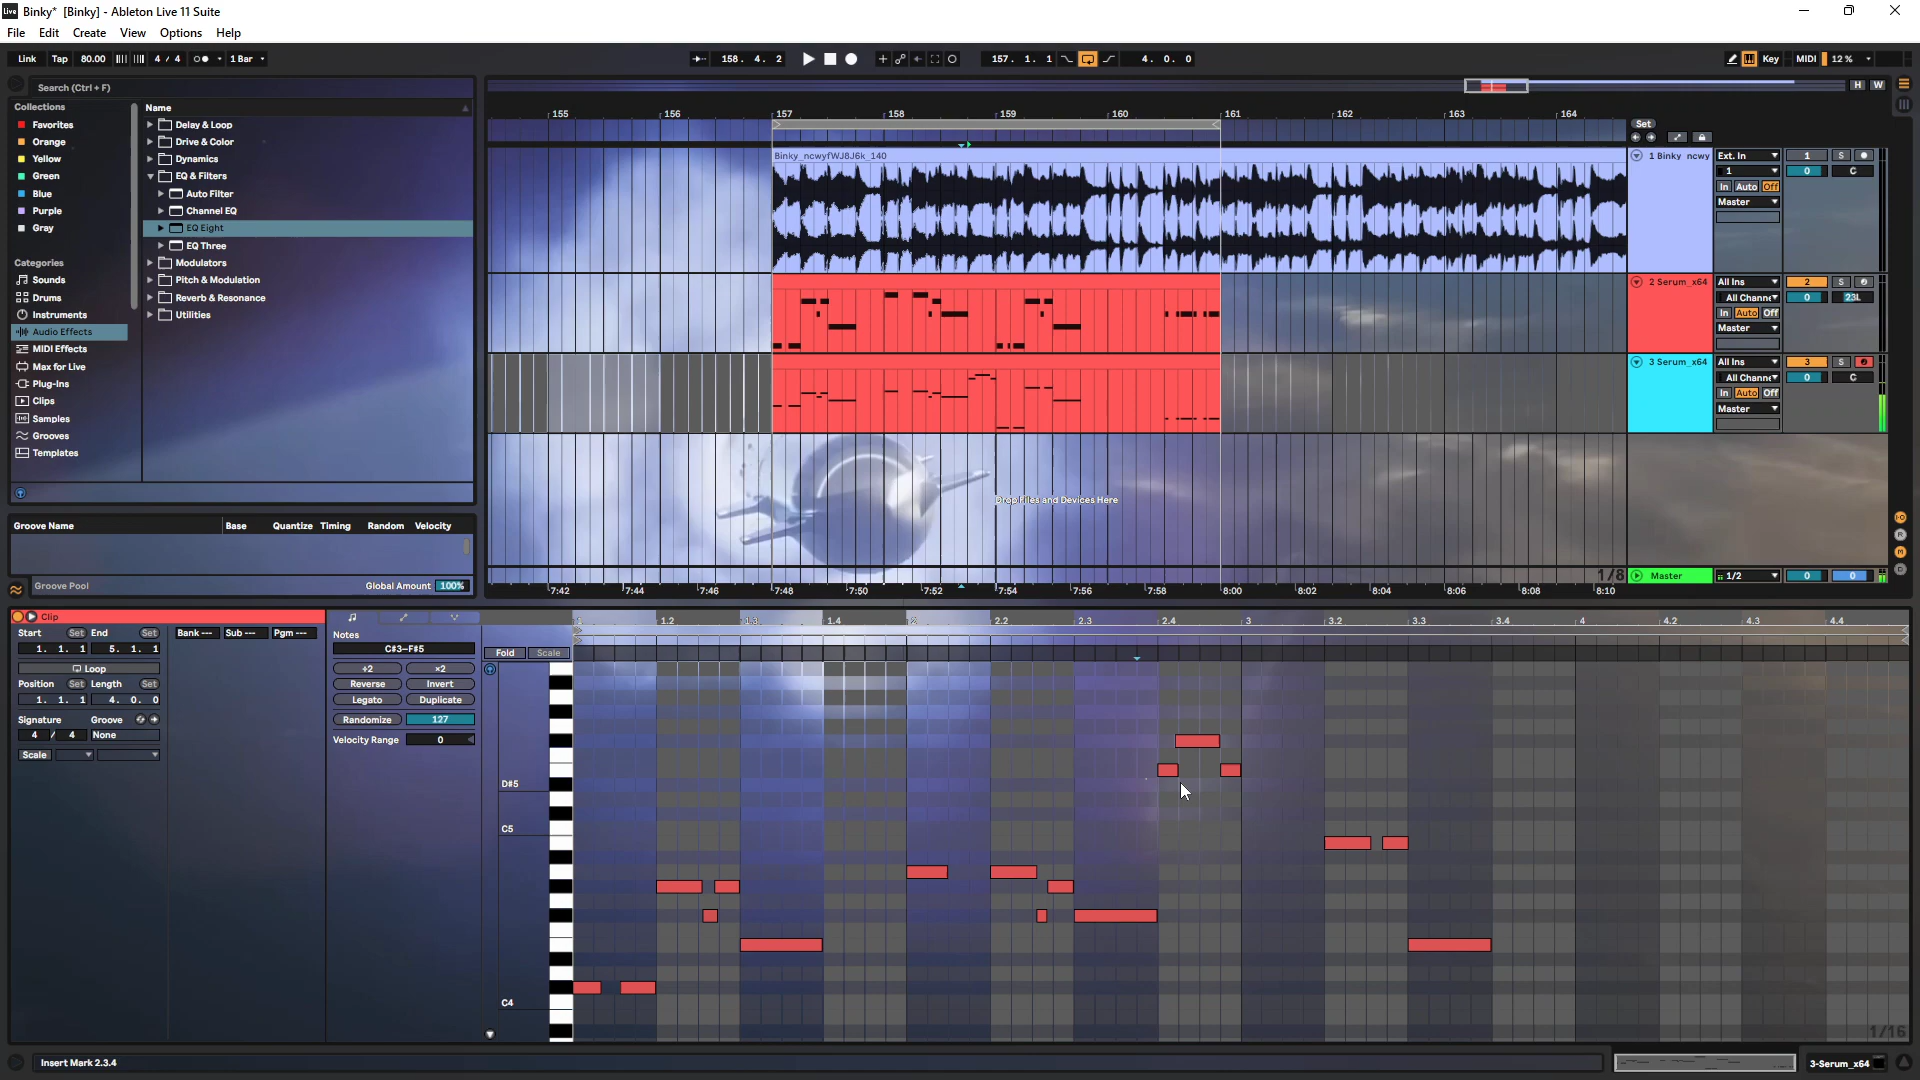 Live Binky* [Binky] - Ableton Live 11 Suite
File Edit Create View Options Help
Link Tap 80.00 4 / 4 1 Bar 158. 4. 2 157. 1. 1 4. 0. 0 Key MIDI 12 %
Search (Ctrl + F)
H W
Collections
Favorites
Orange
Yellow
Green
Blue
Purple
Gray
Categories
Sounds
Drums
Instruments
Audio Effects
MIDI Effects
Max for Live
Plug-Ins
Clips
Samples
Grooves
Templates
Name
Delay & Loop
Drive & Color
Dynamics
EQ & Filters
Auto Filter
Channel EQ
EQ Eight
EQ Three
Modulators
Pitch & Modulation
Reverb & Resonance
Utilities
155 156 157 158 159 160 161 162 163 164
Set
Binky_ncwyfWJ8J6k_140
1 Binky ncwy Ext. In 1 S
1 0 C
In Auto Off
Master
2 Serum_x64 All Ins 2 S
All Channe 0 23L
In Auto Off
Master
3 Serum_x64 All Ins 3 S
All Channe 0 C
In Auto Off
Master
Drop Files and Devices Here
1/8 Master 1/2 0 0
7:42 7:44 7:46 7:48 7:50 7:52 7:54 7:56 7:58 8:00 8:02 8:04 8:06 8:08 8:10
I-O
R
M
D
Groove Name Base Quantize Timing Random Velocity
Groove Pool Global Amount 100%
Clip
Start Set End Set
1. 1. 1 5. 1. 1
Loop
Position Set Length Set
1. 1. 1 4. 0. 0
Signature Groove
4 / 4 None
Scale
Bank --- Sub --- Pgm ---
Notes
C#3-F#5
÷2 ×2
Reverse Invert
Legato Duplicate
Randomize 127
Velocity Range 0
Fold Scale
1 1.2 1.3 1.4 2 2.2 2.3 2.4 3 3.2 3.3 3.4 4 4.2 4.3 4.4
D#5
C5
C4
1/16
Insert Mark 2.3.4
3-Serum_x64